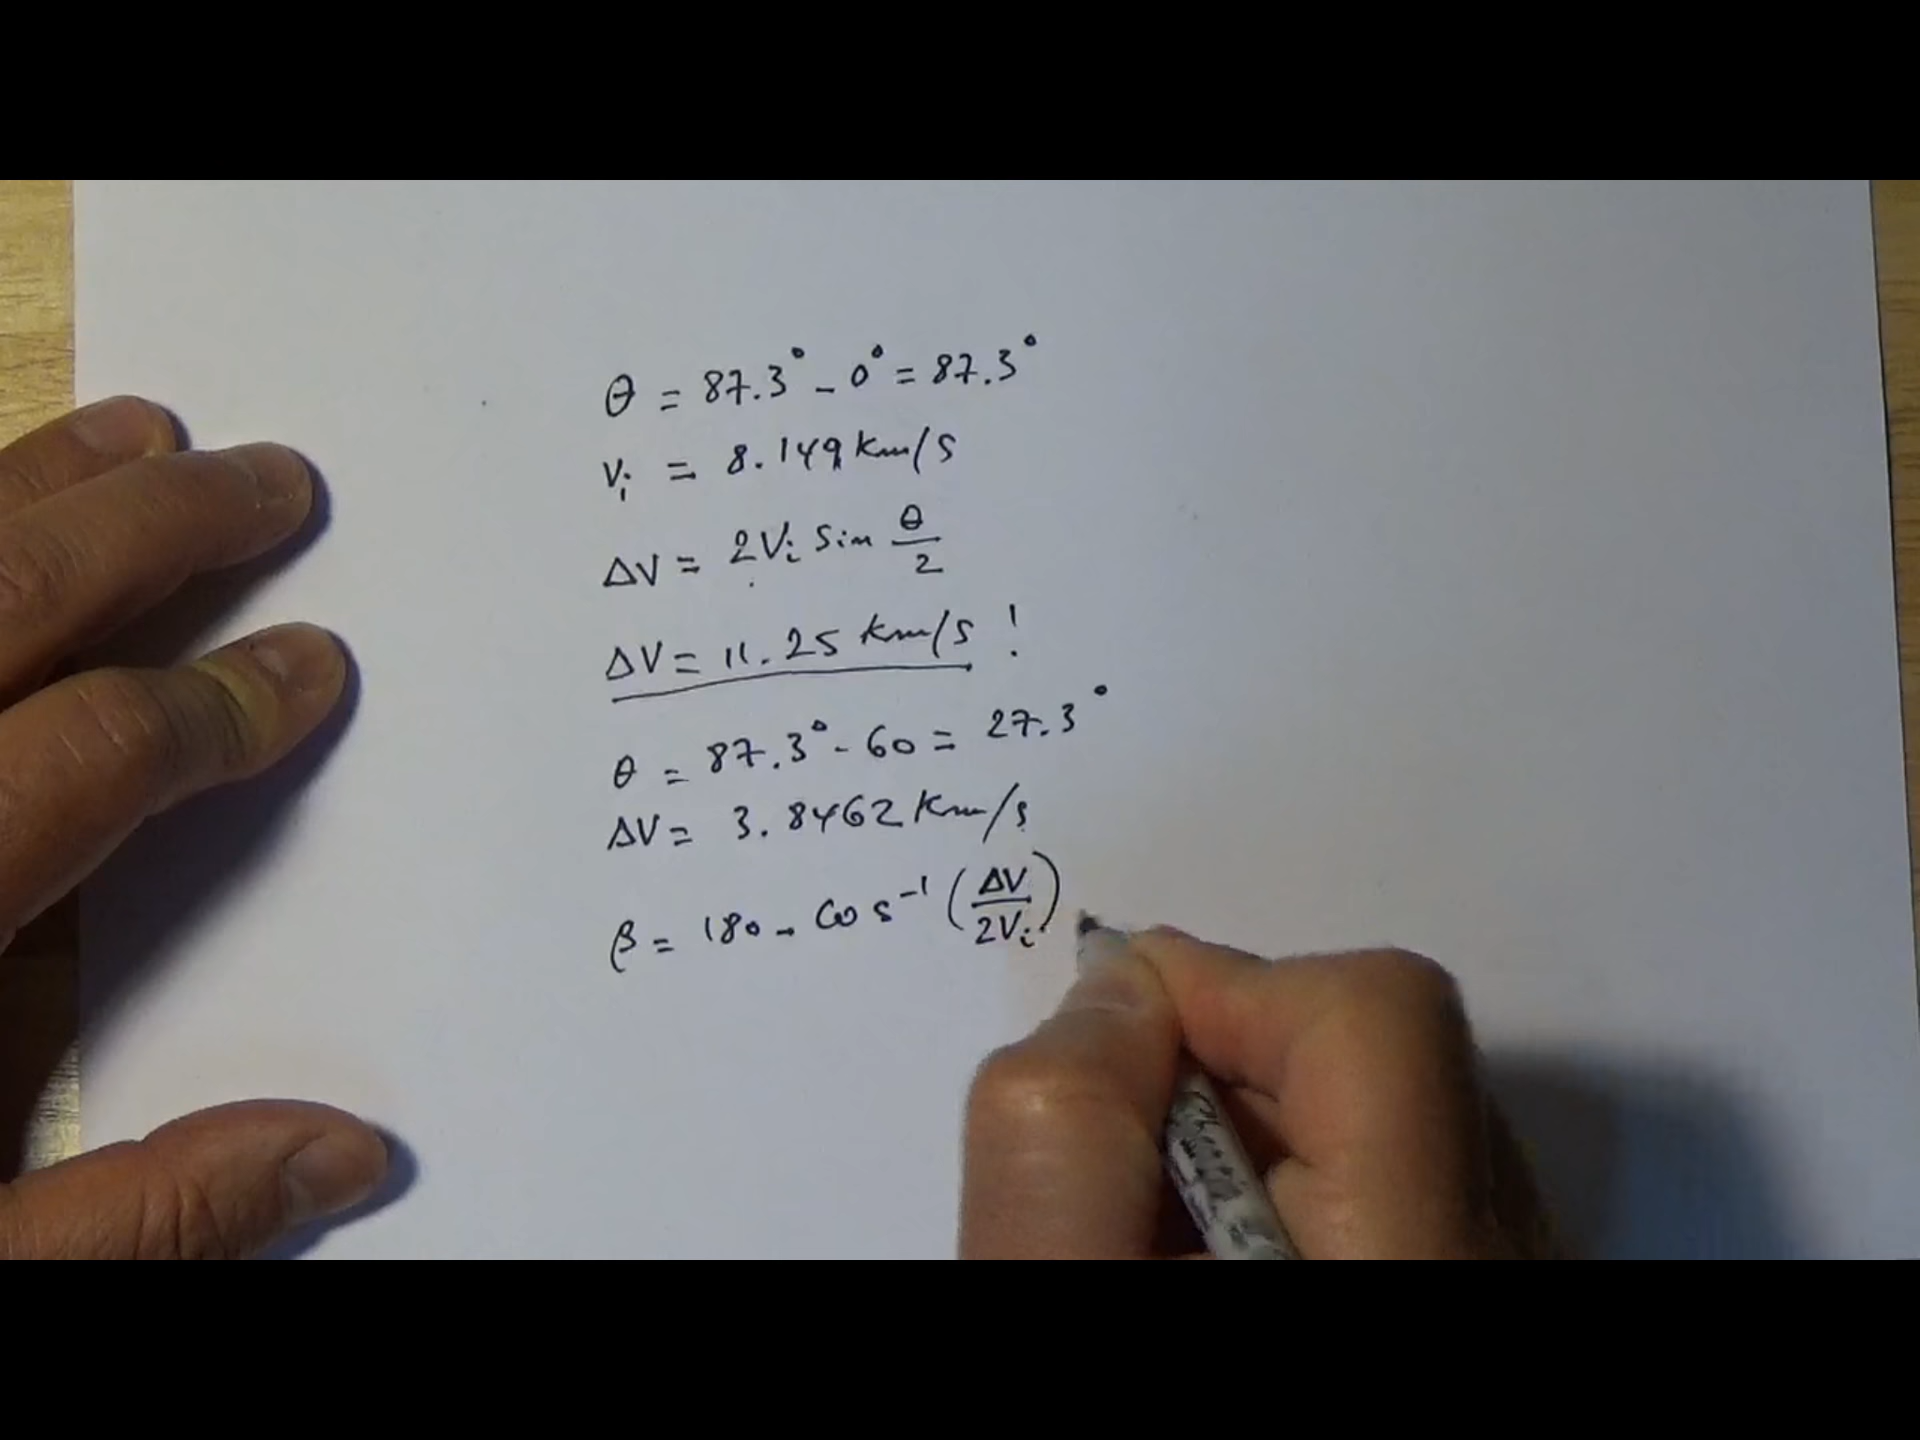 θ = 87.3° - 0° = 87.3°
Vi = 8.149 km/s
ΔV = 2Vi Sin θ/2
ΔV = 11.25 km/s !
θ = 87.3° - 60 = 27.3°
ΔV = 3.8462 km/s
β = 180 - Cos⁻¹ (ΔV/2Vi)